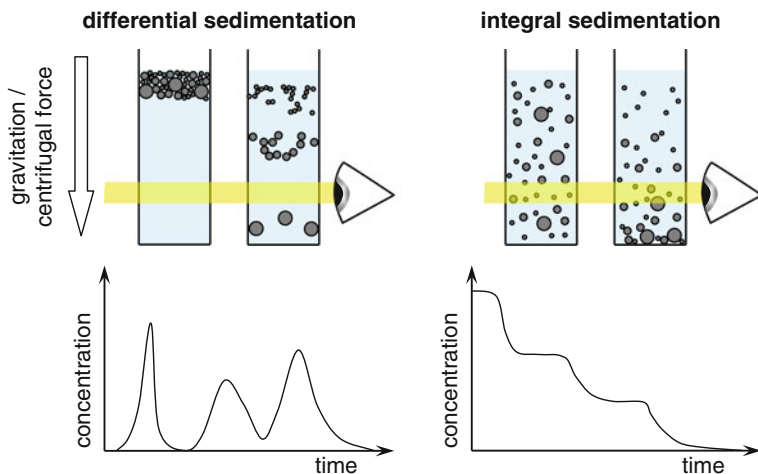 differential sedimentation
integral sedimentation
gravitation /
centrifugal force
concentration
time
concentration
time